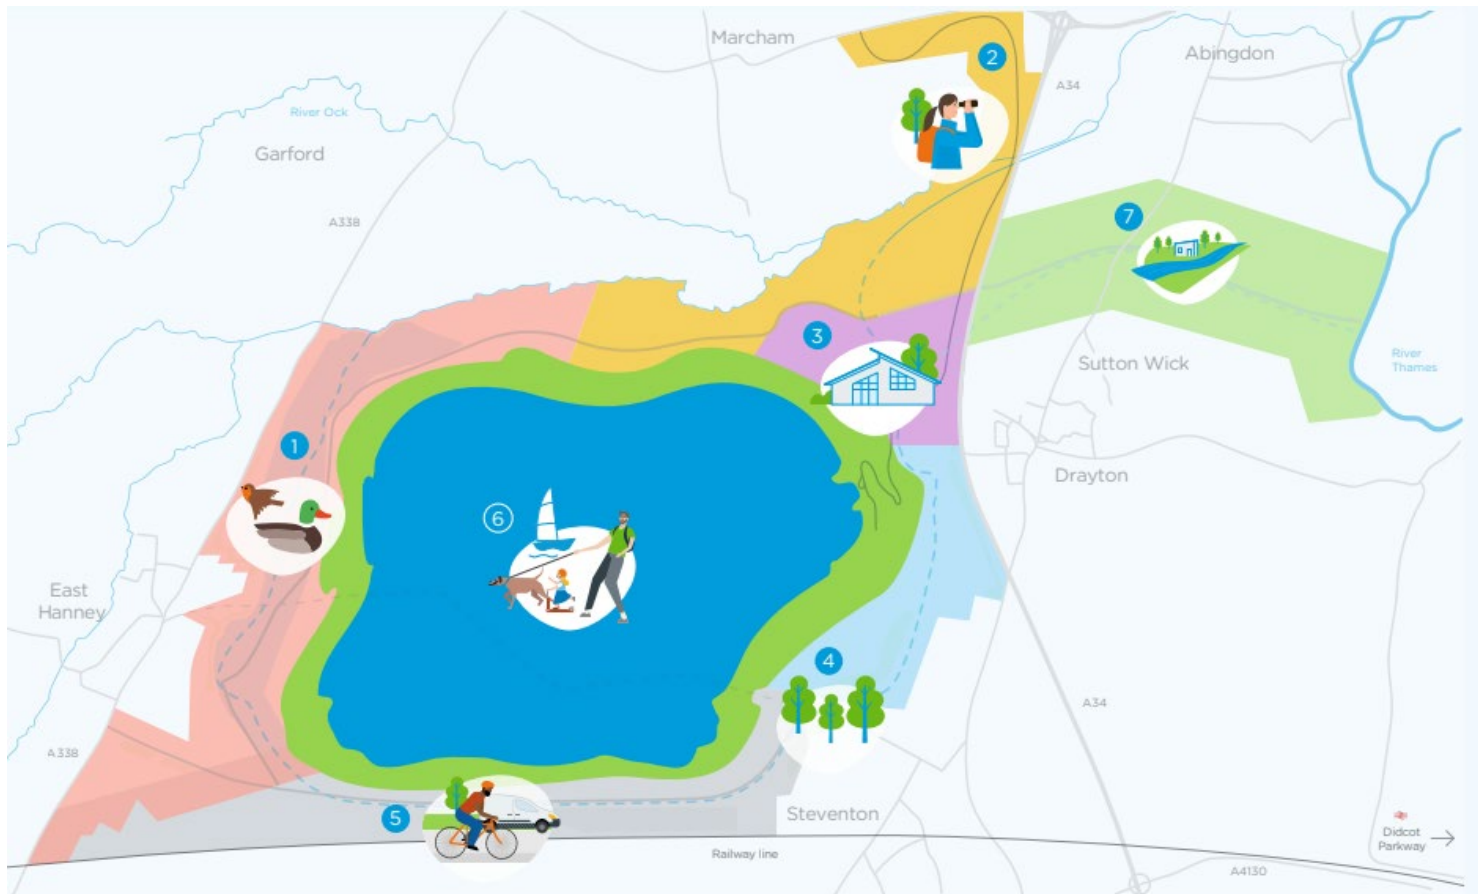 Marcham
2
Abingdon
A34
River Ock
Garford
A338
7
3
River
Thames
Sutton Wick
1
Drayton
6
East
Hanney
4
A34
A338
5
Steventon
Didcot
Parkway
Railway line
A4130